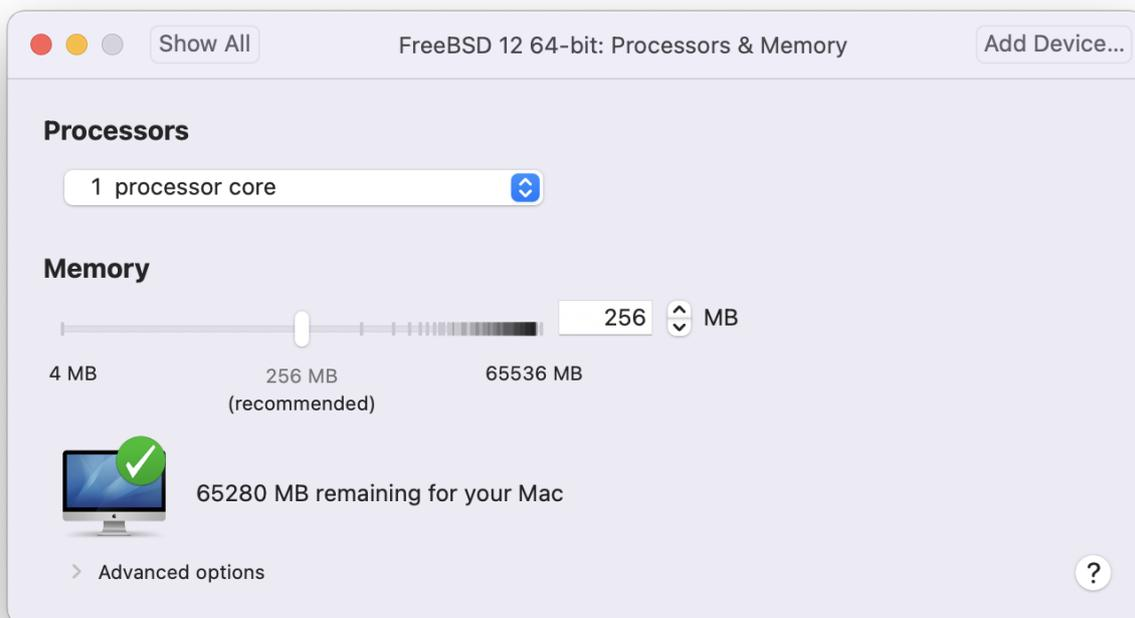 Show All FreeBSD 12 64-bit: Processors & Memory Add Device...
Processors
1 processor core
Memory
256 MB
4 MB 256 MB 65536 MB
(recommended)
65280 MB remaining for your Mac
Advanced options ?